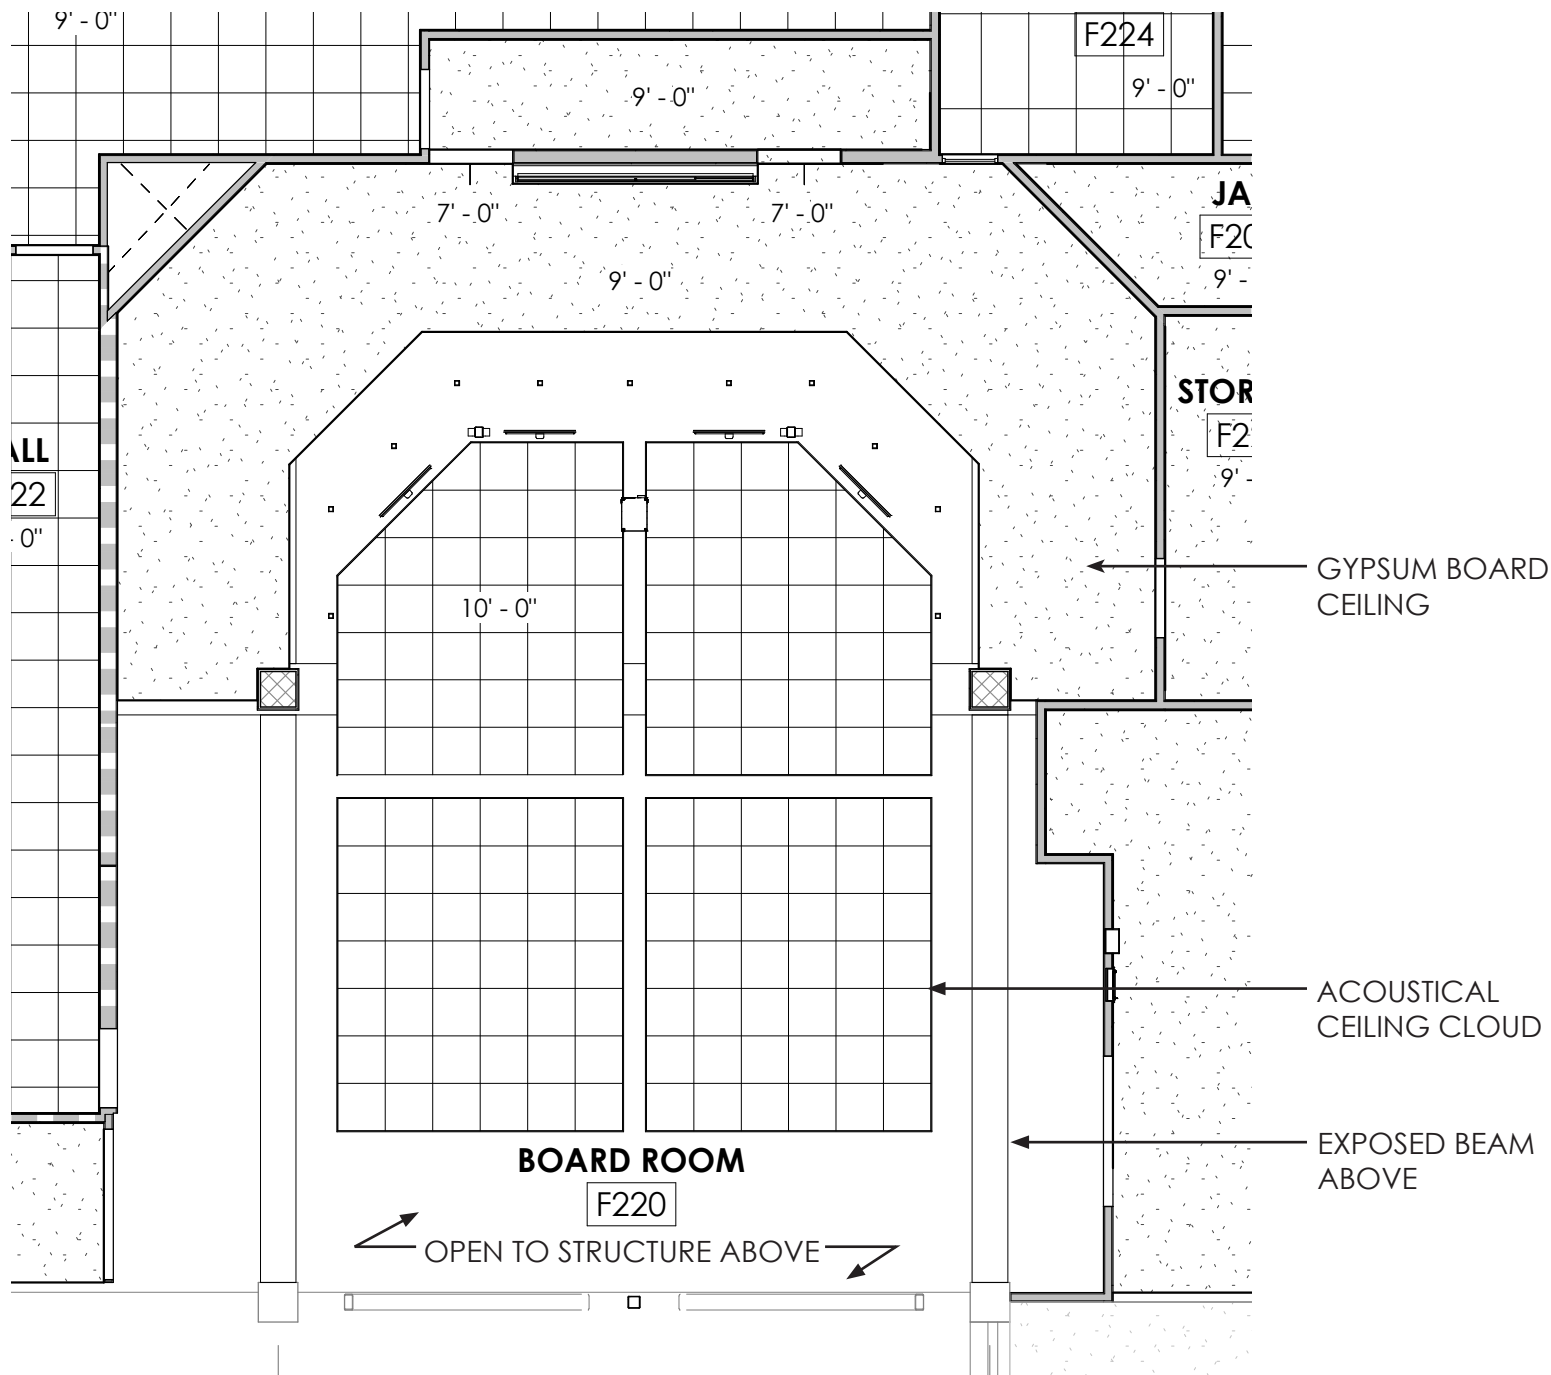 9' - 0"
F224
9' - 0"
9' - 0"
JA
F20
9' -
7' - 0"
7' - 0"
9' - 0"
STOR
F2
9' -
ALL
22
- 0"
10' - 0"
GYPSUM BOARD
CEILING
ACOUSTICAL
CEILING CLOUD
EXPOSED BEAM
ABOVE
BOARD ROOM
F220
OPEN TO STRUCTURE ABOVE